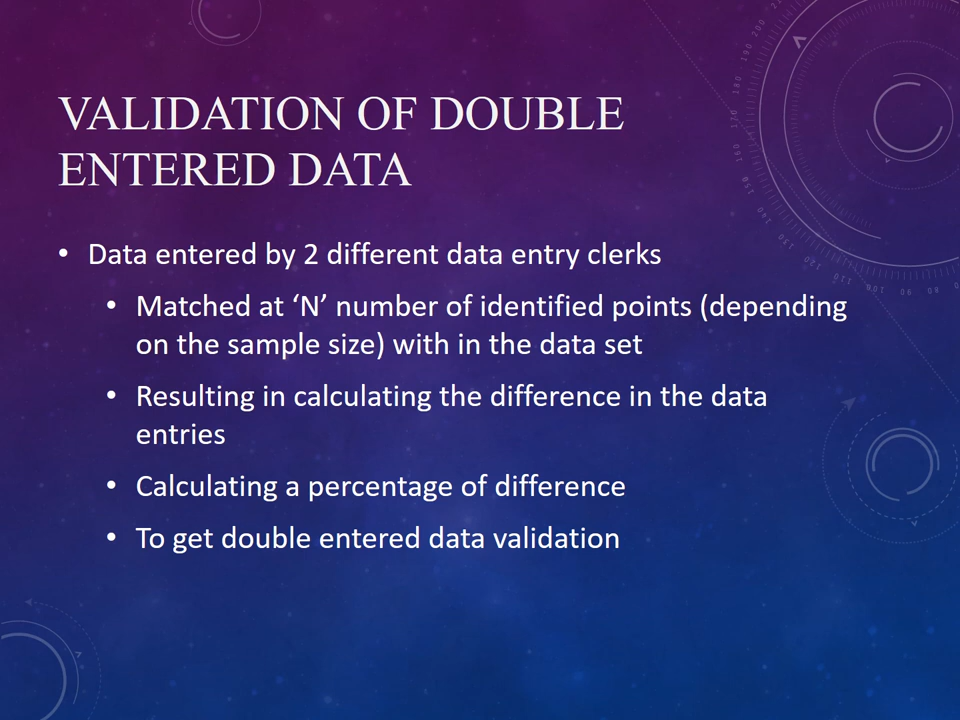 VALIDATION OF DOUBLE
ENTERED DATA
• Data entered by 2 different data entry clerks
• Matched at ‘N’ number of identified points (depending
on the sample size) with in the data set
• Resulting in calculating the difference in the data
entries
• Calculating a percentage of difference
• To get double entered data validation